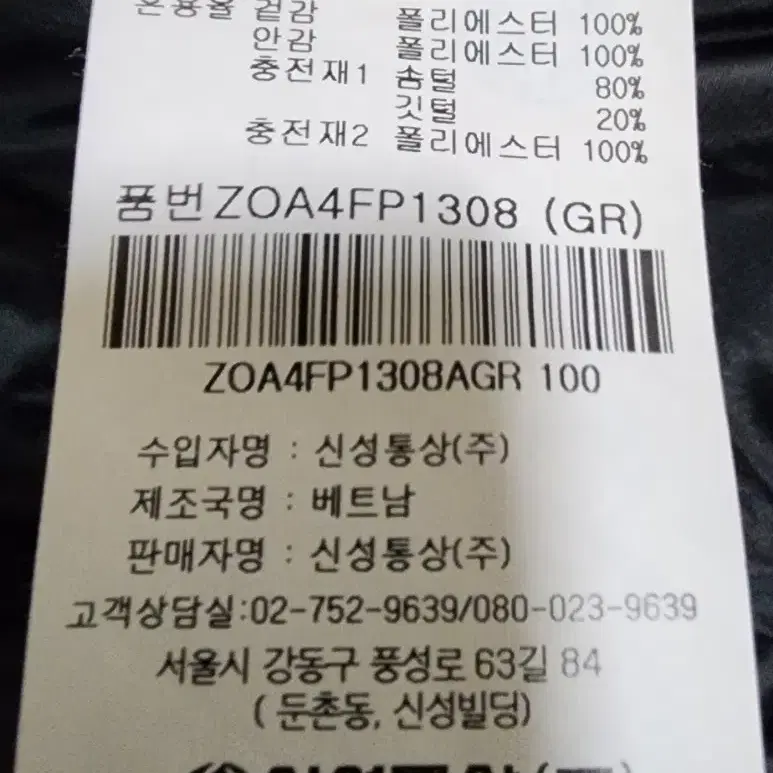 혼용율 겉감 폴리에스터 100%
안감 폴리에스터 100%
충전재1 솜털 80%
깃털 20%
충전재2 폴리에스터 100%
품번ZOA4FP1308 (GR)
ZOA4FP1308AGR 100
수입자명 : 신성통상(주)
제조국명 : 베트남
판매자명 : 신성통상(주)
고객상담실:02-752-9639/080-023-9639
서울시 강동구 풍성로 63길 84
( 둔촌동, 신성빌딩)